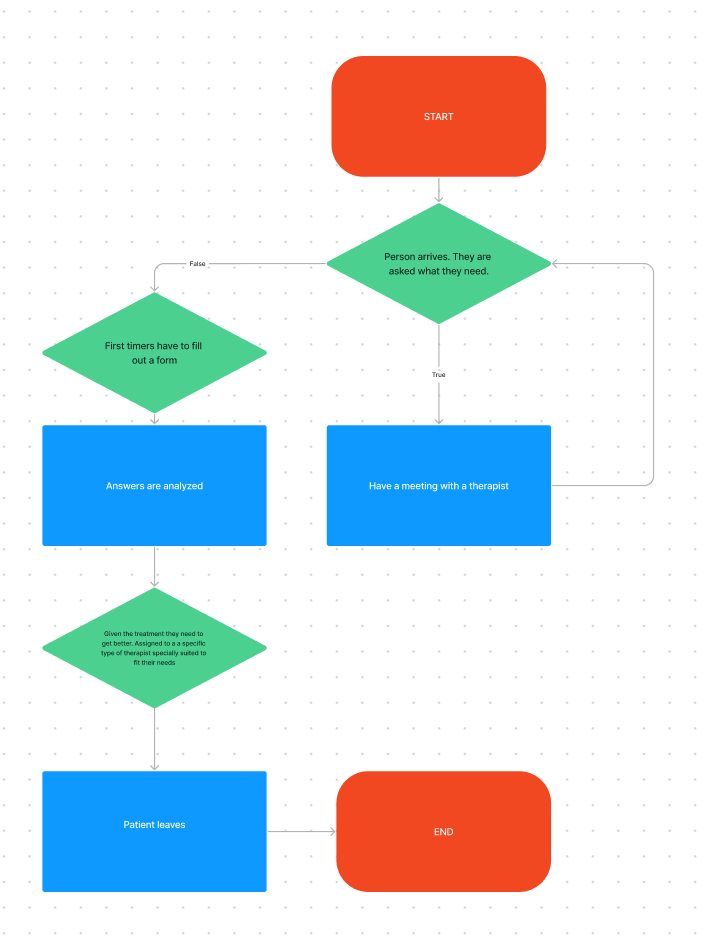 START
Person arrives. They are
asked what they need.
False
First timers have to fill
out a form
True
Answers are analyzed
Have a meeting with a therapist
Given the treatment they need to
get better. Assigned to a a specific
type of therapist specially suited to
fit their needs
Patient leaves
END